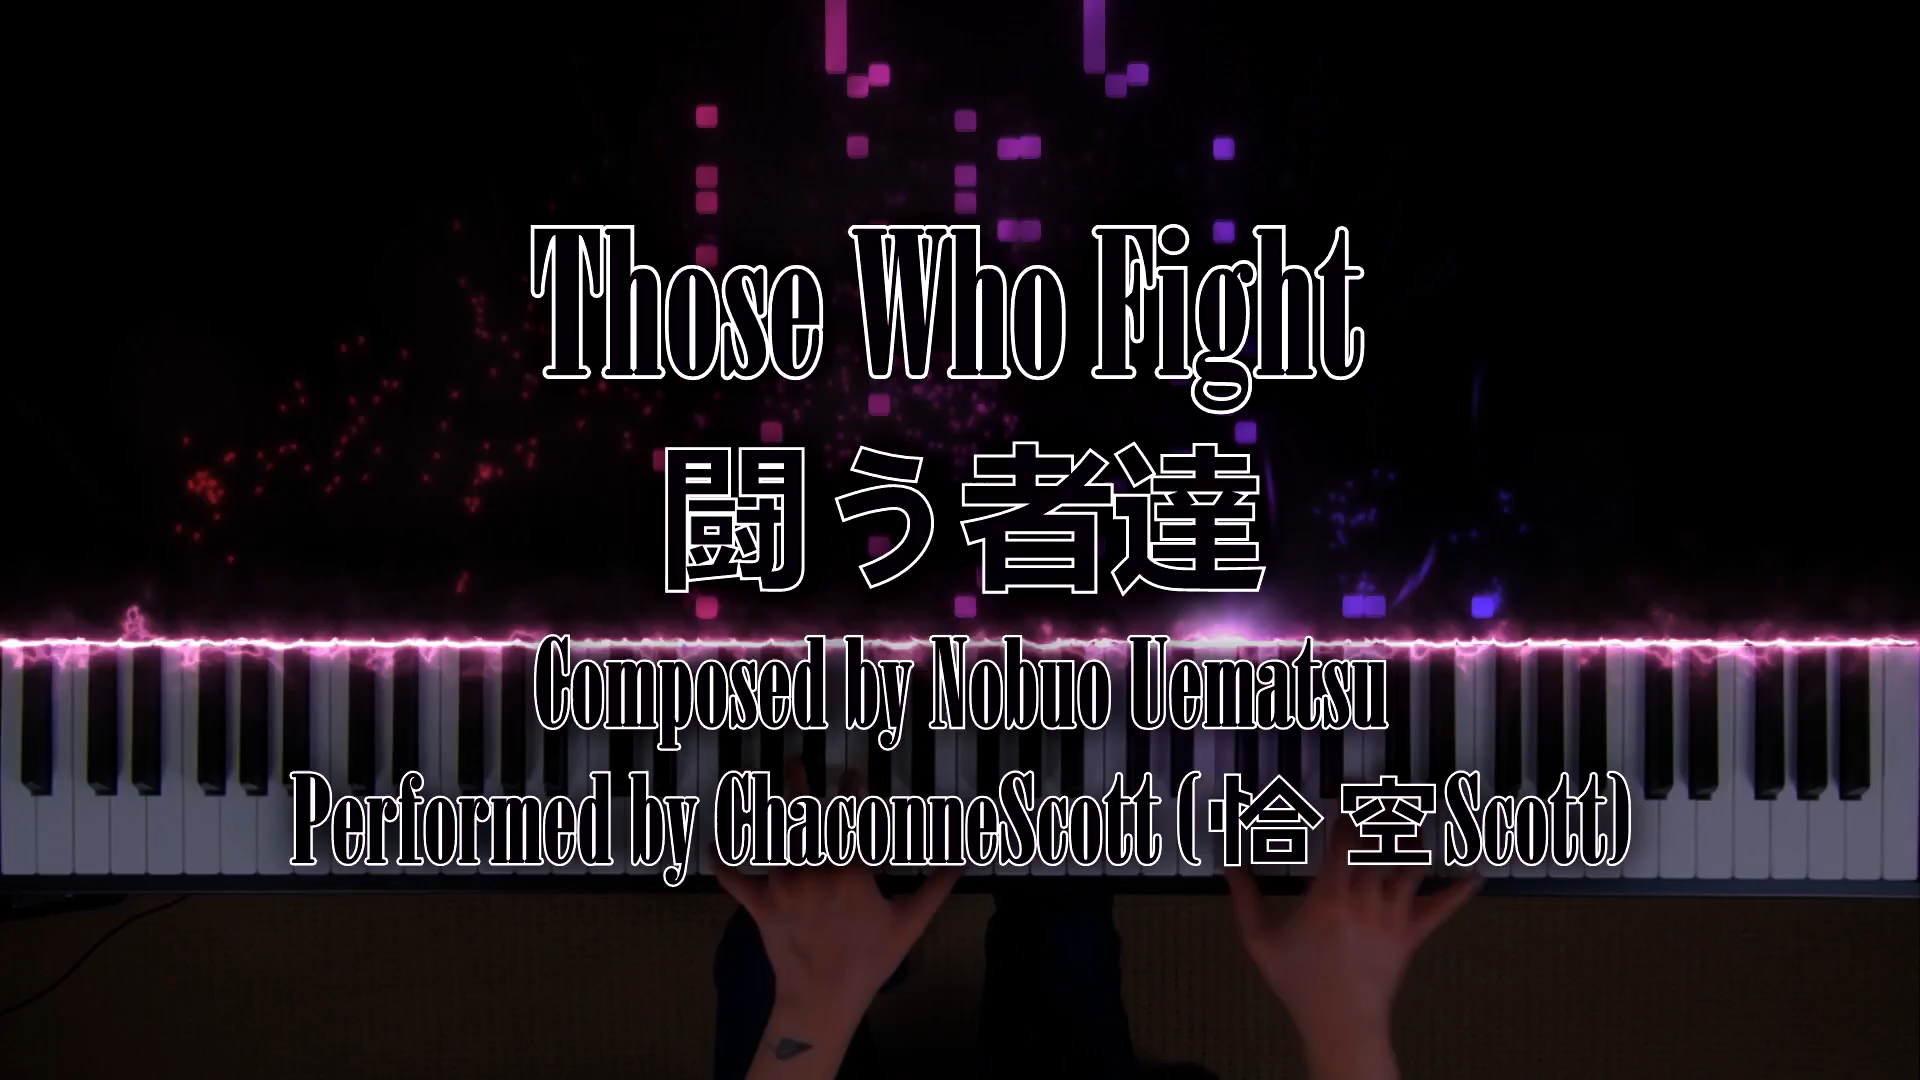 Those Who Fight
闘う者達
Composed by Nobuo Uematsu
Performed by ChaconneScott (恰 空Scott)